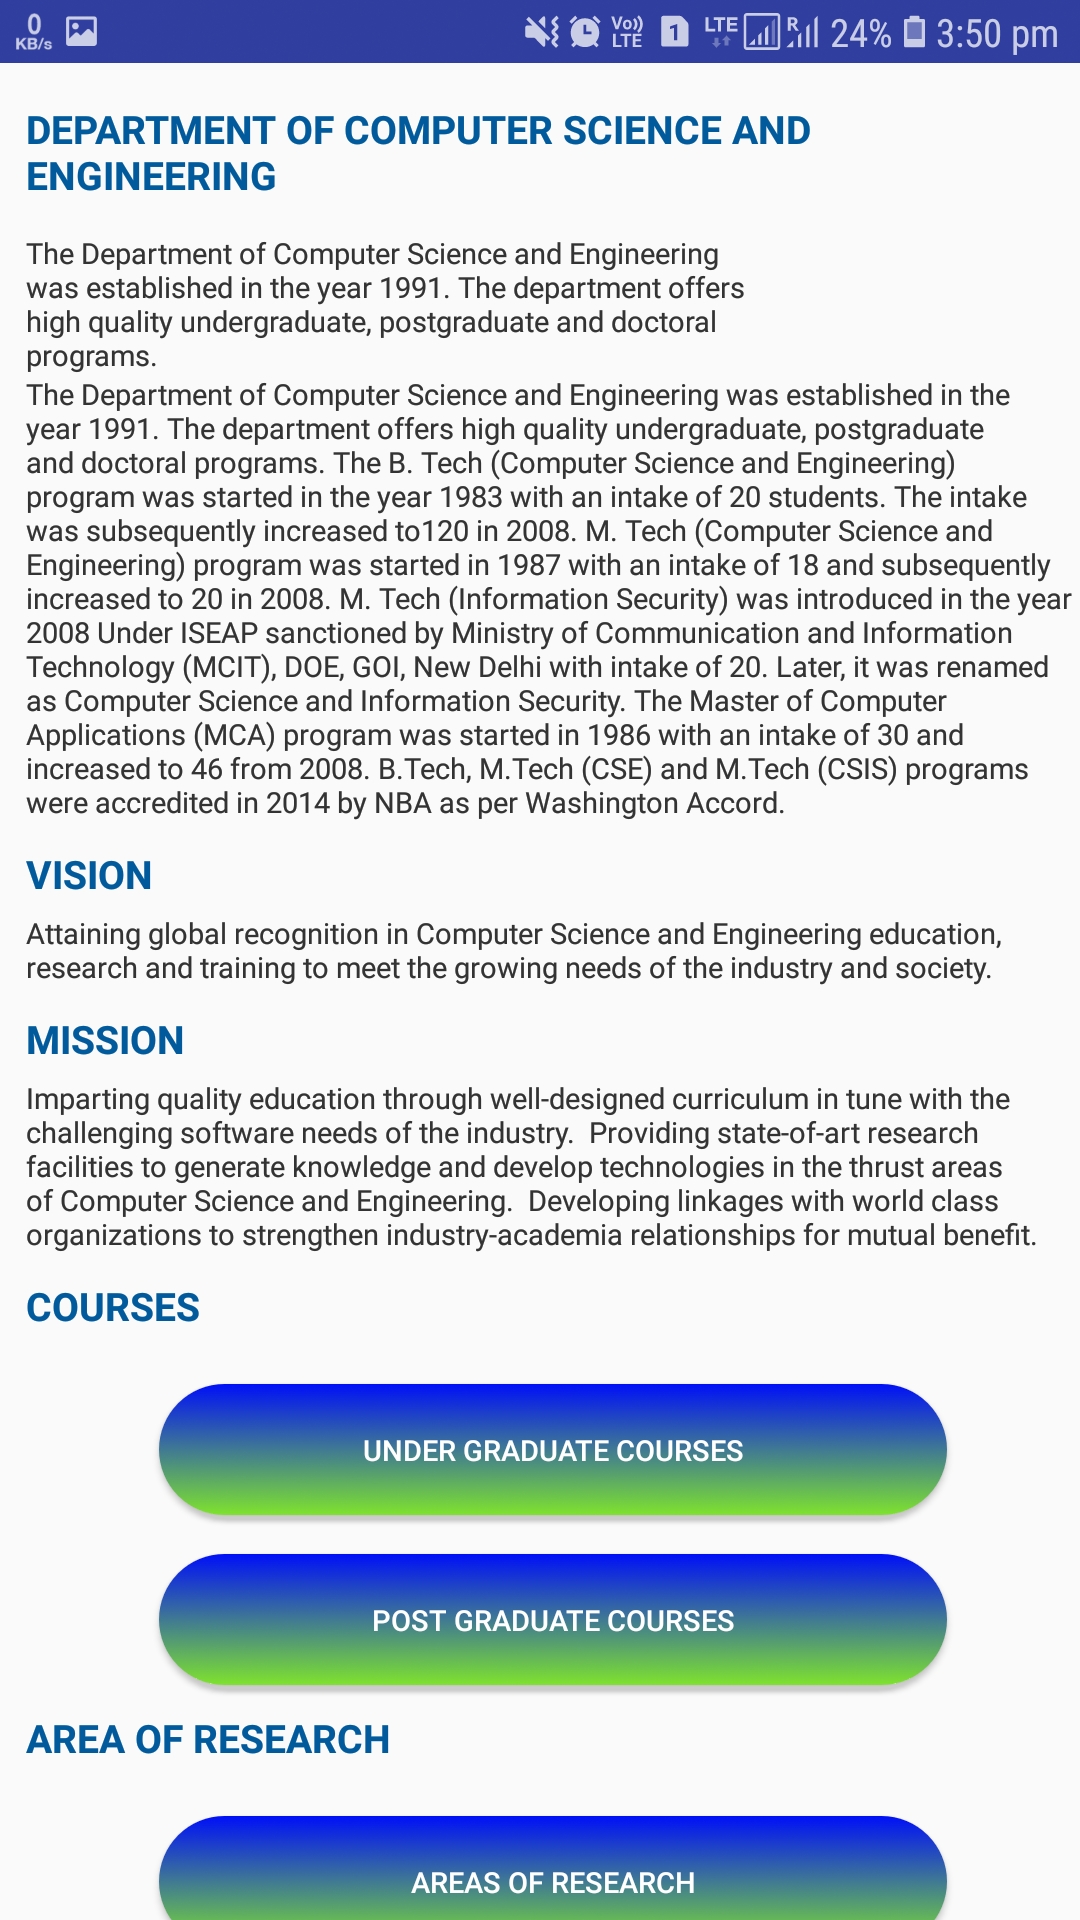 0
KB/s
Vo))
LTE
1
LTE
R
24%
3:50 pm
DEPARTMENT OF COMPUTER SCIENCE AND
ENGINEERING
The Department of Computer Science and Engineering
was established in the year 1991. The department offers
high quality undergraduate, postgraduate and doctoral
programs.
The Department of Computer Science and Engineering was established in the
year 1991. The department offers high quality undergraduate, postgraduate
and doctoral programs. The B. Tech (Computer Science and Engineering)
program was started in the year 1983 with an intake of 20 students. The intake
was subsequently increased to120 in 2008. M. Tech (Computer Science and
Engineering) program was started in 1987 with an intake of 18 and subsequently
increased to 20 in 2008. M. Tech (Information Security) was introduced in the year
2008 Under ISEAP sanctioned by Ministry of Communication and Information
Technology (MCIT), DOE, GOI, New Delhi with intake of 20. Later, it was renamed
as Computer Science and Information Security. The Master of Computer
Applications (MCA) program was started in 1986 with an intake of 30 and
increased to 46 from 2008. B.Tech, M.Tech (CSE) and M.Tech (CSIS) programs
were accredited in 2014 by NBA as per Washington Accord.
VISION
Attaining global recognition in Computer Science and Engineering education,
research and training to meet the growing needs of the industry and society.
MISSION
Imparting quality education through well-designed curriculum in tune with the
challenging software needs of the industry.  Providing state-of-art research
facilities to generate knowledge and develop technologies in the thrust areas
of Computer Science and Engineering.  Developing linkages with world class
organizations to strengthen industry-academia relationships for mutual benefit.
COURSES
UNDER GRADUATE COURSES
POST GRADUATE COURSES
AREA OF RESEARCH
AREAS OF RESEARCH